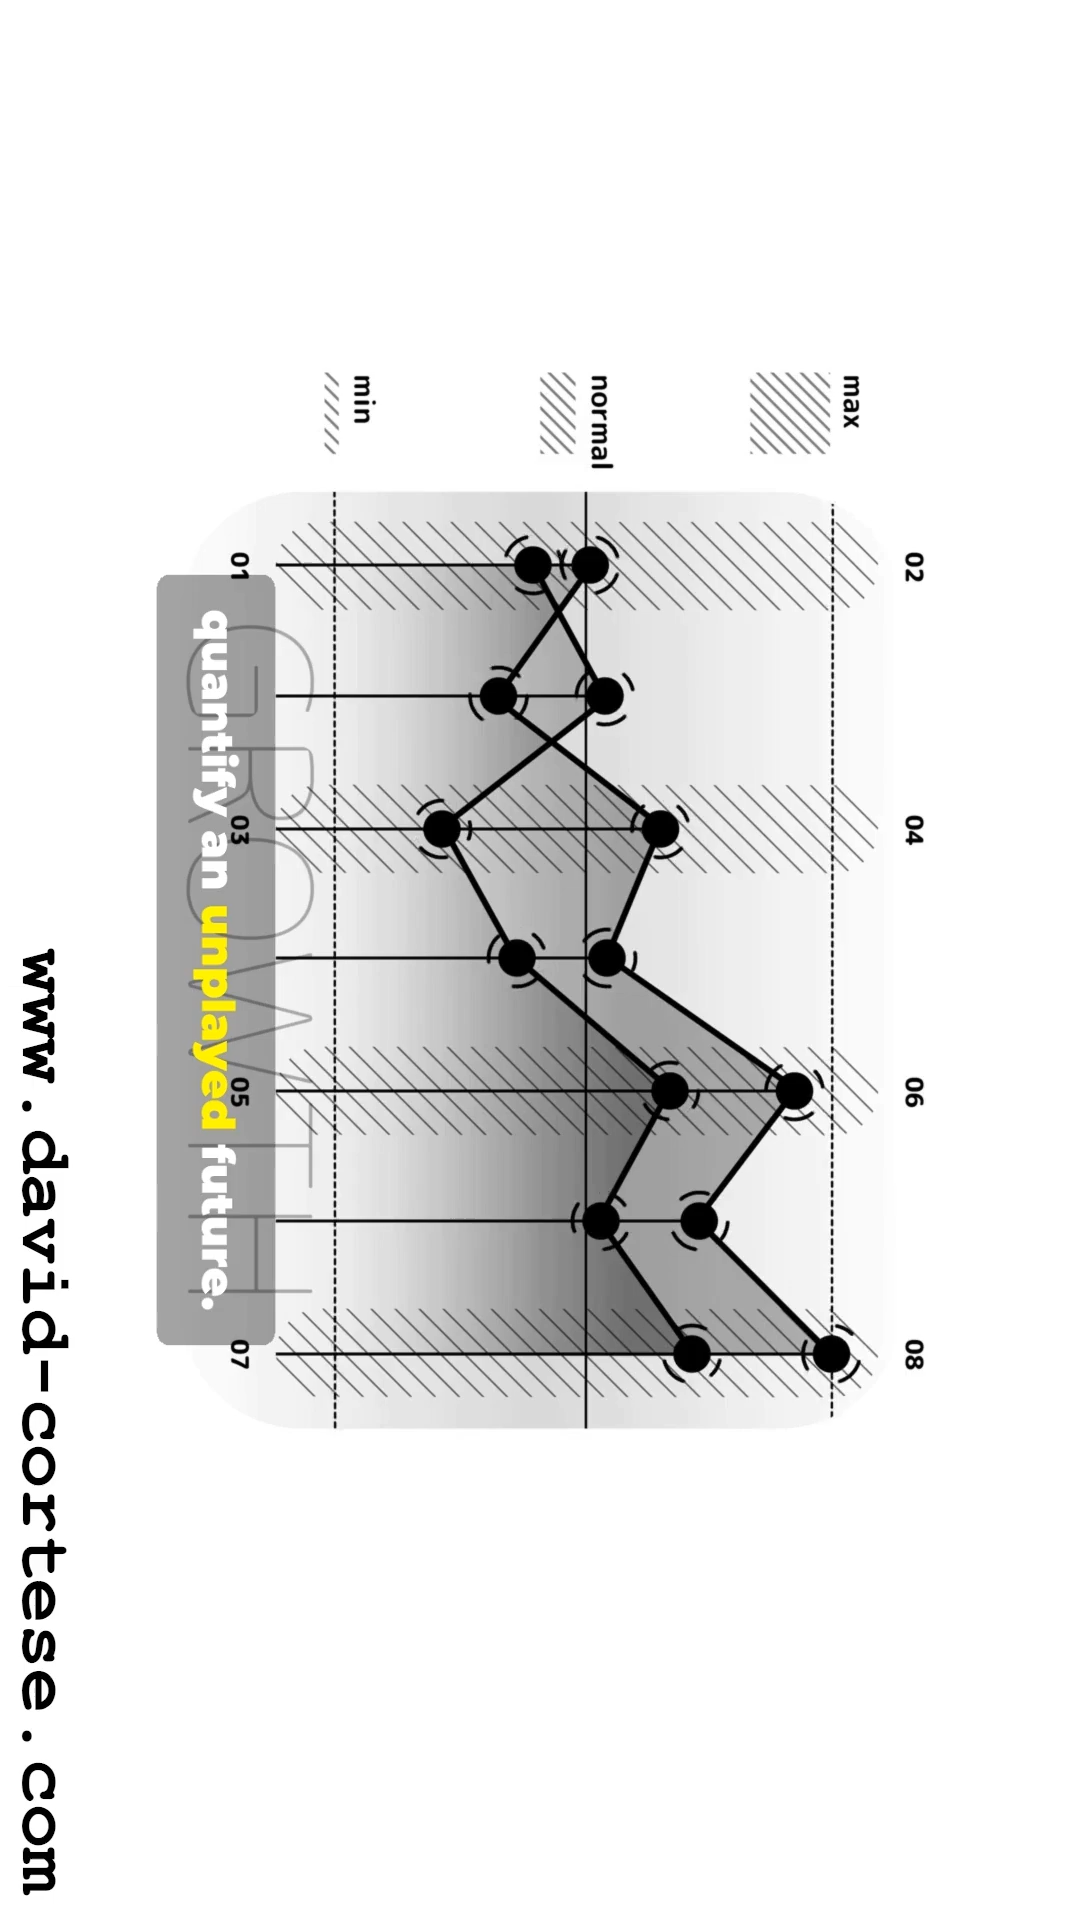 02 04 06 08
max
normal
min
01 03 05 07
GROWTH
quantify an unplayed future.
www.david-cortese.com